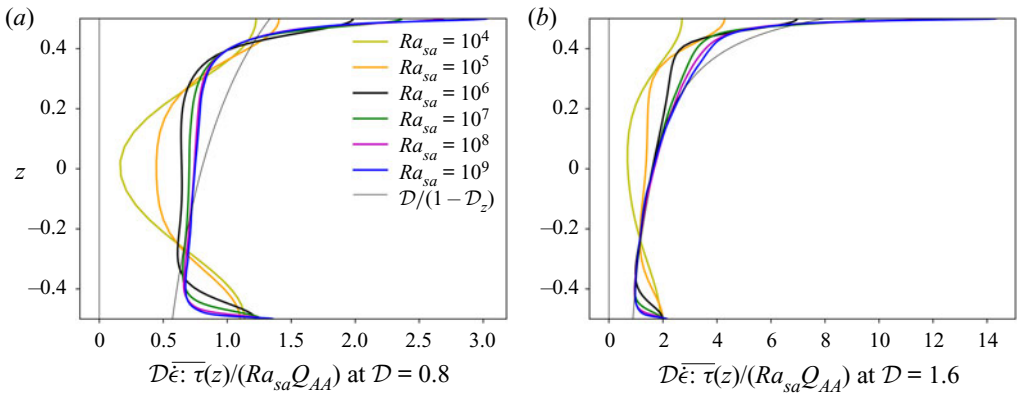 (a)
(b)
0.4
0.2
0
−0.2
−0.4
z
Ra_sa = 10^4
Ra_sa = 10^5
Ra_sa = 10^6
Ra_sa = 10^7
Ra_sa = 10^8
Ra_sa = 10^9
𝒟/(1 − 𝒟_z)
0 0.5 1.0 1.5 2.0 2.5 3.0
𝒟ϵ̇: τ̅(z)/(Ra_sa Q_AA) at 𝒟 = 0.8
0.4
0.2
0
−0.2
−0.4
0 2 4 6 8 10 12 14
𝒟ϵ̇: τ̅(z)/(Ra_sa Q_AA) at 𝒟 = 1.6